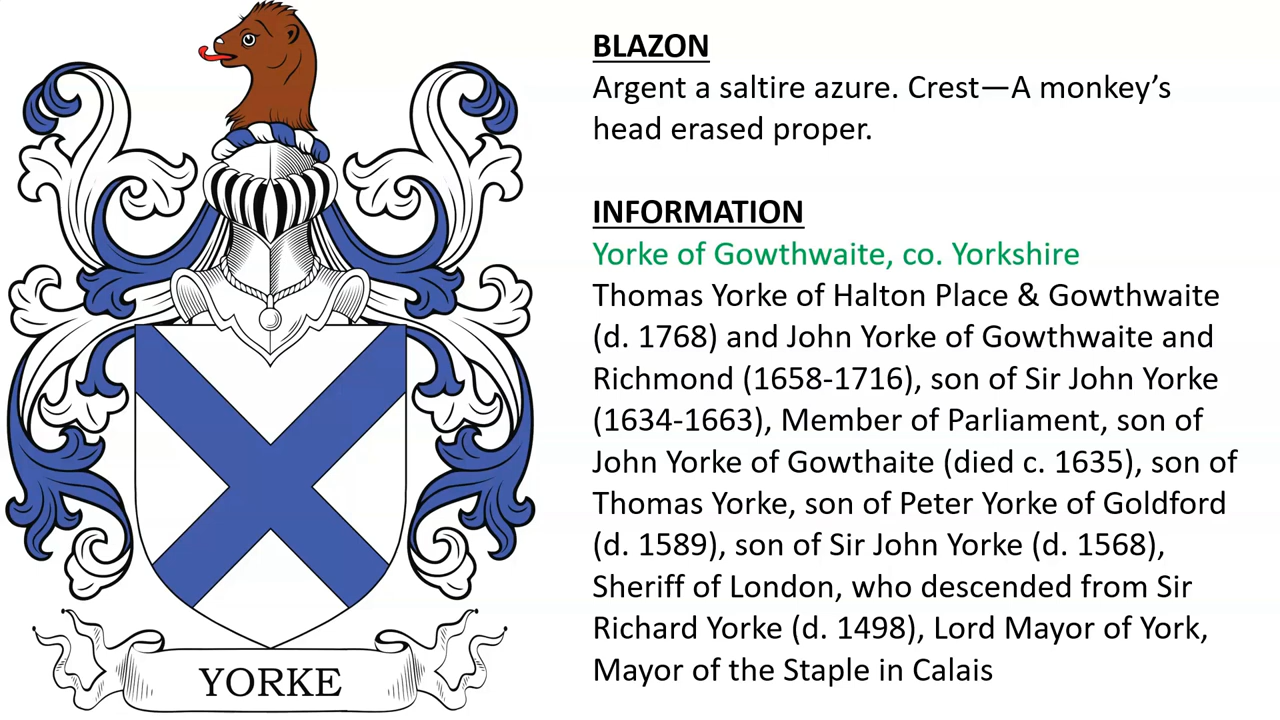 BLAZON
Argent a saltire azure. Crest—A monkey’s
head erased proper.
INFORMATION
Yorke of Gowthwaite, co. Yorkshire
Thomas Yorke of Halton Place & Gowthwaite
(d. 1768) and John Yorke of Gowthwaite and
Richmond (1658-1716), son of Sir John Yorke
(1634-1663), Member of Parliament, son of
John Yorke of Gowthaite (died c. 1635), son of
Thomas Yorke, son of Peter Yorke of Goldford
(d. 1589), son of Sir John Yorke (d. 1568),
Sheriff of London, who descended from Sir
Richard Yorke (d. 1498), Lord Mayor of York,
Mayor of the Staple in Calais
YORKE